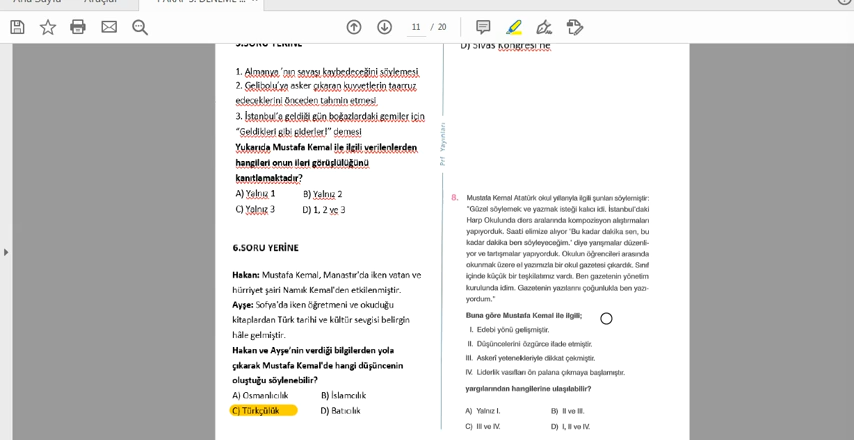 Ana Sayfa Araçlar
11 / 20
5.SORU YERİNE
1. Almanya 'nın savaşı kaybedeceğini söylemesi
2. Gelibolu'ya asker çıkaran kuvvetlerin taarruz
edeceklerini önceden tahmin etmesi
3. İstanbul'a geldiği gün boğazlardaki gemiler için
"Geldikleri gibi giderler!" demesi
Yukarıda Mustafa Kemal ile ilgili verilenlerden
hangileri onun ileri görüşlülüğünü
kanıtlamaktadır?
A) Yalnız 1 B) Yalnız 2
C) Yalnız 3 D) 1, 2 ve 3
6.SORU YERİNE
Hakan: Mustafa Kemal, Manastır'da iken vatan ve
hürriyet şairi Namık Kemal'den etkilenmiştir.
Ayşe: Sofya'da iken öğretmeni ve okuduğu
kitaplardan Türk tarihi ve kültür sevgisi belirgin
hâle gelmiştir.
Hakan ve Ayşe'nin verdiği bilgilerden yola
çıkarak Mustafa Kemal'de hangi düşüncenin
oluştuğu söylenebilir?
A) Osmanlıcılık B) İslamcılık
C) Türkçülük D) Batıcılık
Prf Yayınları
D) Sivas Kongresi'ne
8. Mustafa Kemal Atatürk okul yıllarıyla ilgili şunları söylemiştir:
"Güzel söylemek ve yazmak isteği kalıcı idi. İstanbul'daki
Harp Okulunda ders aralarında kompozisyon alıştırmaları
yapıyorduk. Saati elimize alıyor 'Bu kadar dakika sen, bu
kadar dakika ben söyleyeceğim.' diye yarışmalar düzenli-
yor ve tartışmalar yapıyorduk. Okulun öğrencileri arasında
okunmak üzere el yazımızla bir okul gazetesi çıkardık. Sınıf
içinde küçük bir teşkilatımız vardı. Ben gazetenin yönetim
kurulunda idim. Gazetenin yazılarını çoğunlukla ben yazı-
yordum."
Buna göre Mustafa Kemal ile ilgili;
I. Edebi yönü gelişmiştir.
II. Düşüncelerini özgürce ifade etmiştir.
III. Askerî yetenekleriyle dikkat çekmiştir.
IV. Liderlik vasıfları ön palana çıkmaya başlamıştır.
yargılarından hangilerine ulaşılabilir?
A) Yalnız I. B) II ve III.
C) III ve IV. D) I, II ve IV.